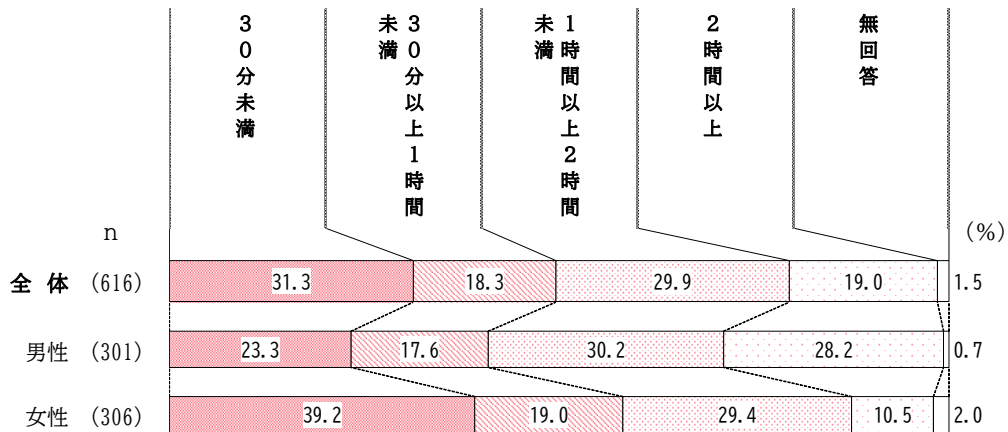 30分未満
30分以上1時間
未満
1時間以上2時間
未満
2時間以上
無回答
n
(%)
全体 (616) 31.3 18.3 29.9 19.0 1.5
男性 (301) 23.3 17.6 30.2 28.2 0.7
女性 (306) 39.2 19.0 29.4 10.5 2.0